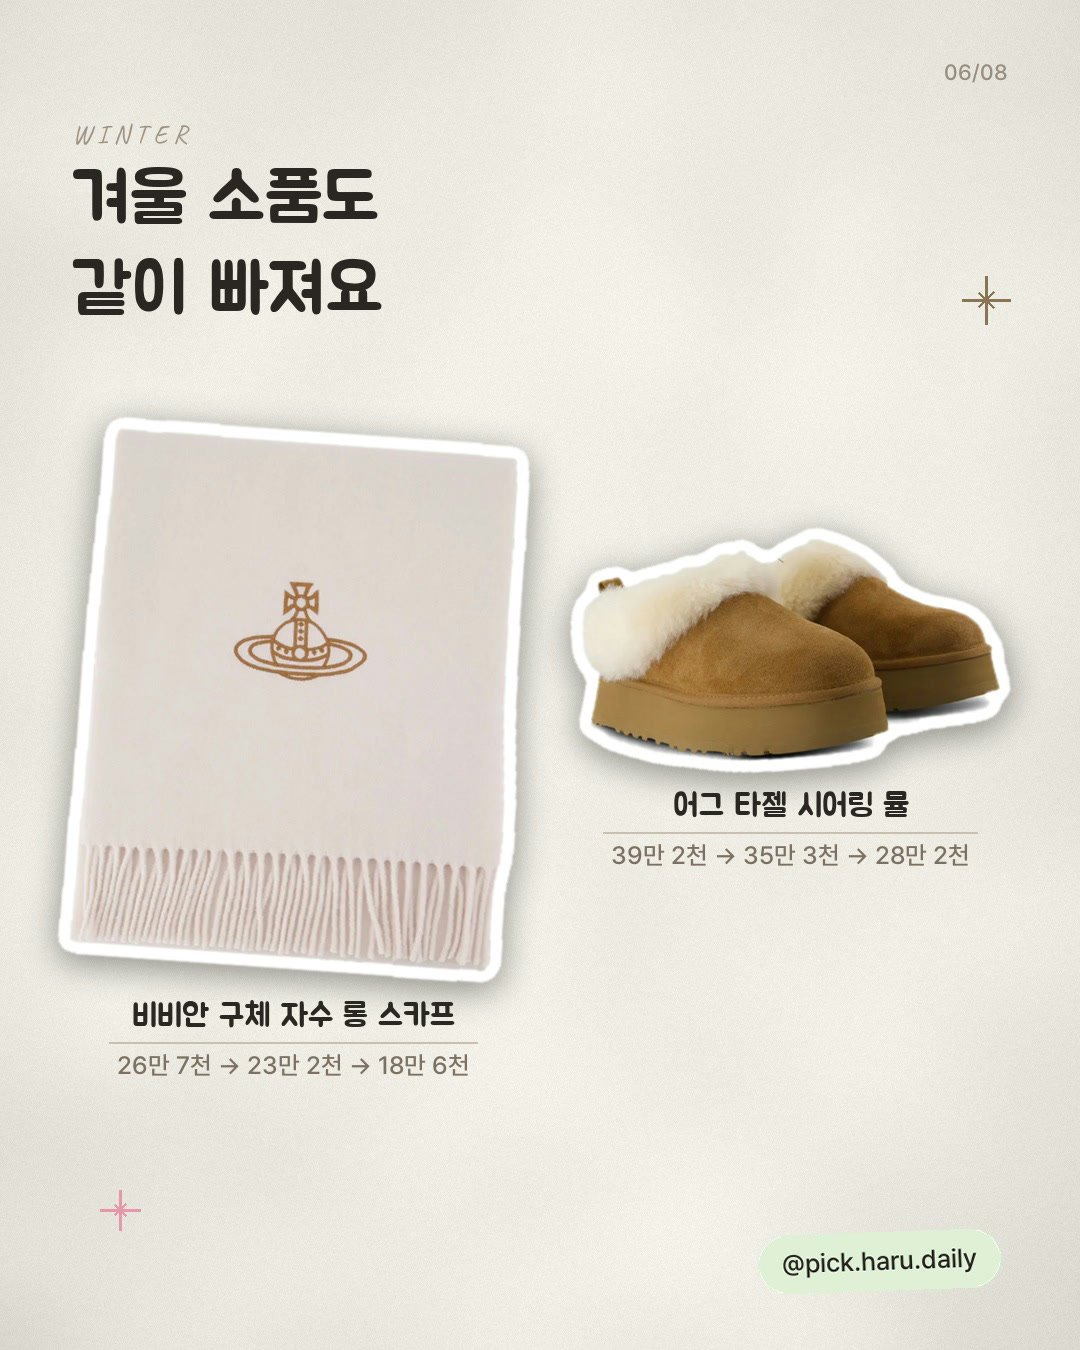 06/08
WINTER
겨울 소품도
같이 빠져요
어그 타젤 시어링 뮬
39만 2천 → 35만 3천 → 28만 2천
비비안 구체 자수 롱 스카프
26만 7천 → 23만 2천 → 18만 6천
@pick.haru.daily